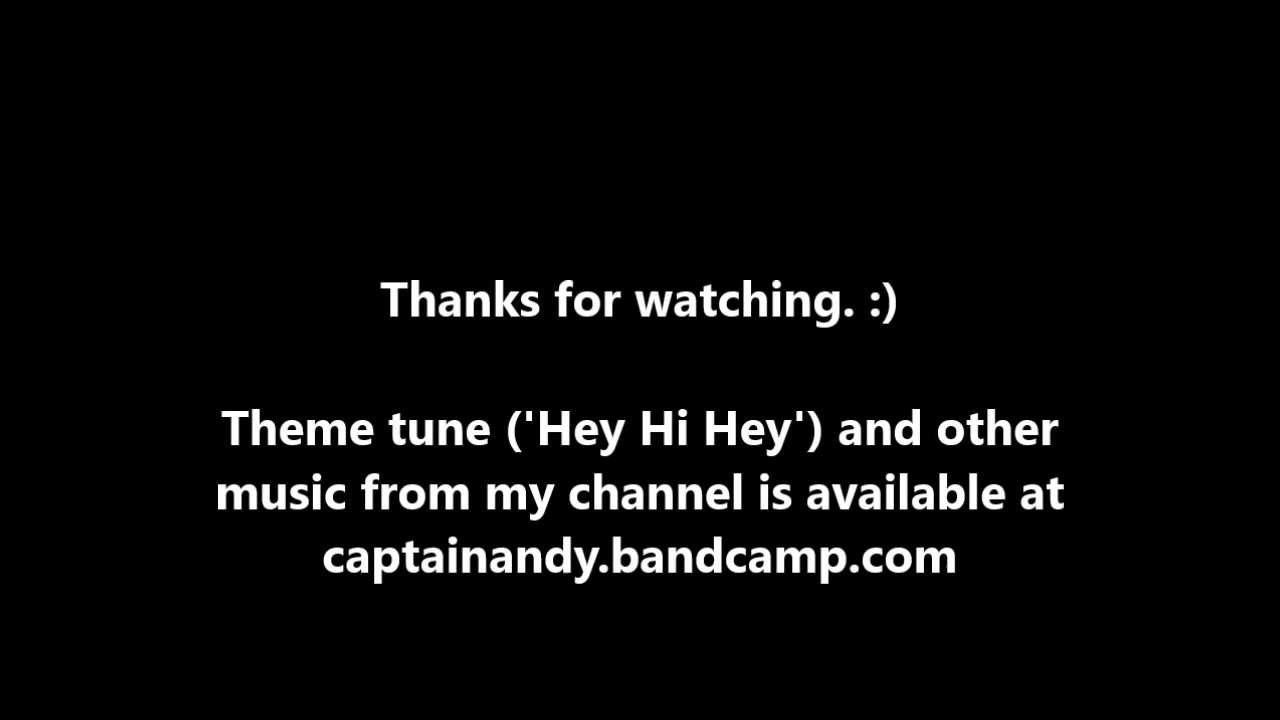 Thanks for watching. :)
Theme tune ('Hey Hi Hey') and other
music from my channel is available at
captainandy.bandcamp.com